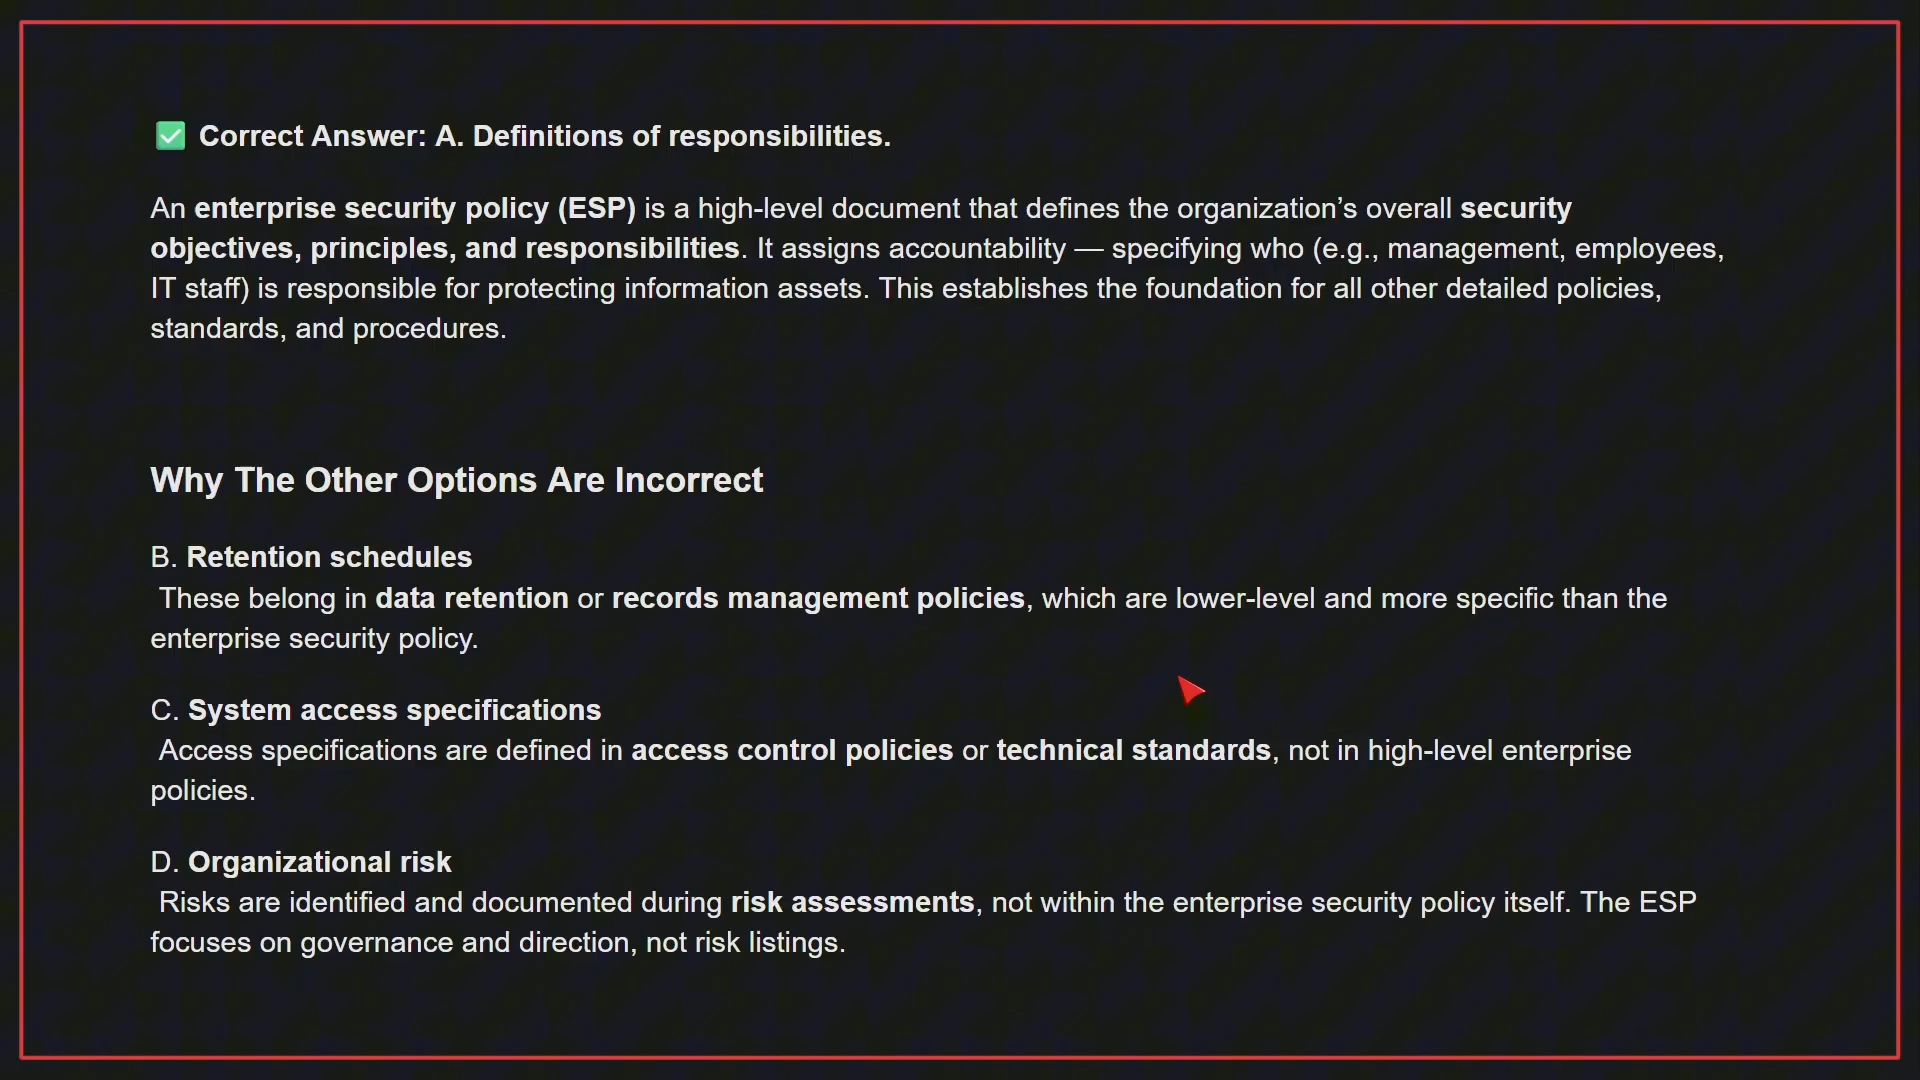 ✅ Correct Answer: A. Definitions of responsibilities.
An enterprise security policy (ESP) is a high-level document that defines the organization’s overall security
objectives, principles, and responsibilities. It assigns accountability — specifying who (e.g., management, employees,
IT staff) is responsible for protecting information assets. This establishes the foundation for all other detailed policies,
standards, and procedures.
Why The Other Options Are Incorrect
B. Retention schedules
These belong in data retention or records management policies, which are lower-level and more specific than the
enterprise security policy.
C. System access specifications
Access specifications are defined in access control policies or technical standards, not in high-level enterprise
policies.
D. Organizational risk
Risks are identified and documented during risk assessments, not within the enterprise security policy itself. The ESP
focuses on governance and direction, not risk listings.